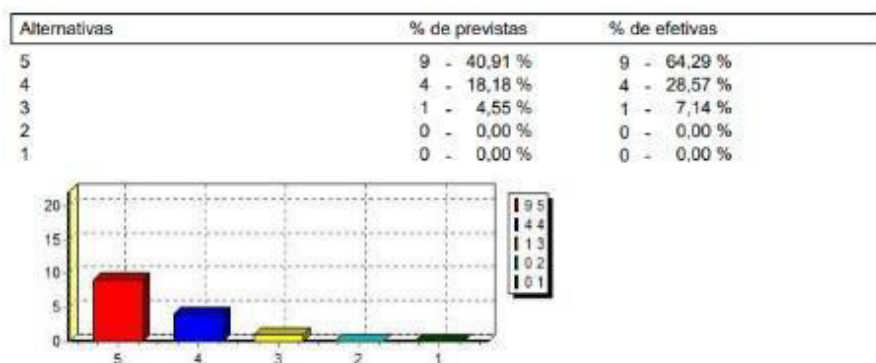 Alternativas % de previstas % de efetivas
5 9 - 40,91 % 9 - 64,29 %
4 4 - 18,18 % 4 - 28,57 %
3 1 - 4,55 % 1 - 7,14 %
2 0 - 0,00 % 0 - 0,00 %
1 0 - 0,00 % 0 - 0,00 %
20
15
10
5
0
5 4 3 2 1
9 5
4 4
1 3
0 2
0 1